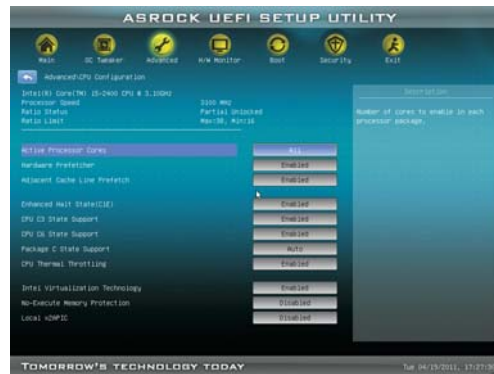 ASROCK UEFI SETUP UTILITY
Main
OC Tweaker
Advanced
H/W Monitor
Boot
Security
Exit
Advanced\CPU Configuration
Description
Intel(R) Core(TM) i5-2400 CPU @ 3.10GHz
Processor Speed 3100 MHz
Ratio Status Partial Unlocked
Ratio Limit Max:38, Min:16
Number of cores to enable in each
processor package.
Active Processor Cores All
Hardware Prefetcher Enabled
Adjacent Cache Line Prefetch Enabled
Enhanced Halt State(C1E) Enabled
CPU C3 State Support Enabled
CPU C6 State Support Enabled
Package C State Support Auto
CPU Thermal Throttling Enabled
Intel Virtualization Technology Enabled
No-Execute Memory Protection Disabled
Local x2APIC Disabled
TOMORROW'S TECHNOLOGY TODAY
Tue 04/19/2011,